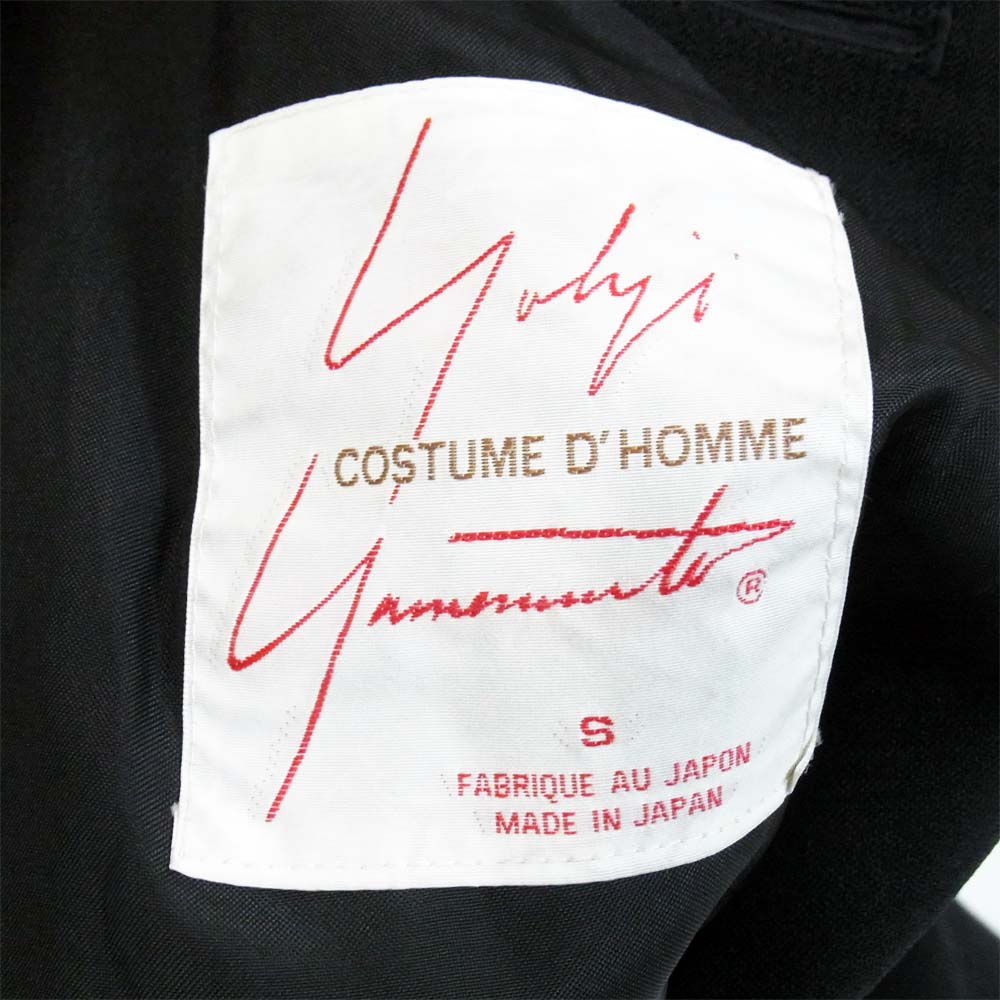 Yohji
COSTUME D'HOMME
Yamamoto ®
S
FABRIQUE AU JAPON
MADE IN JAPAN